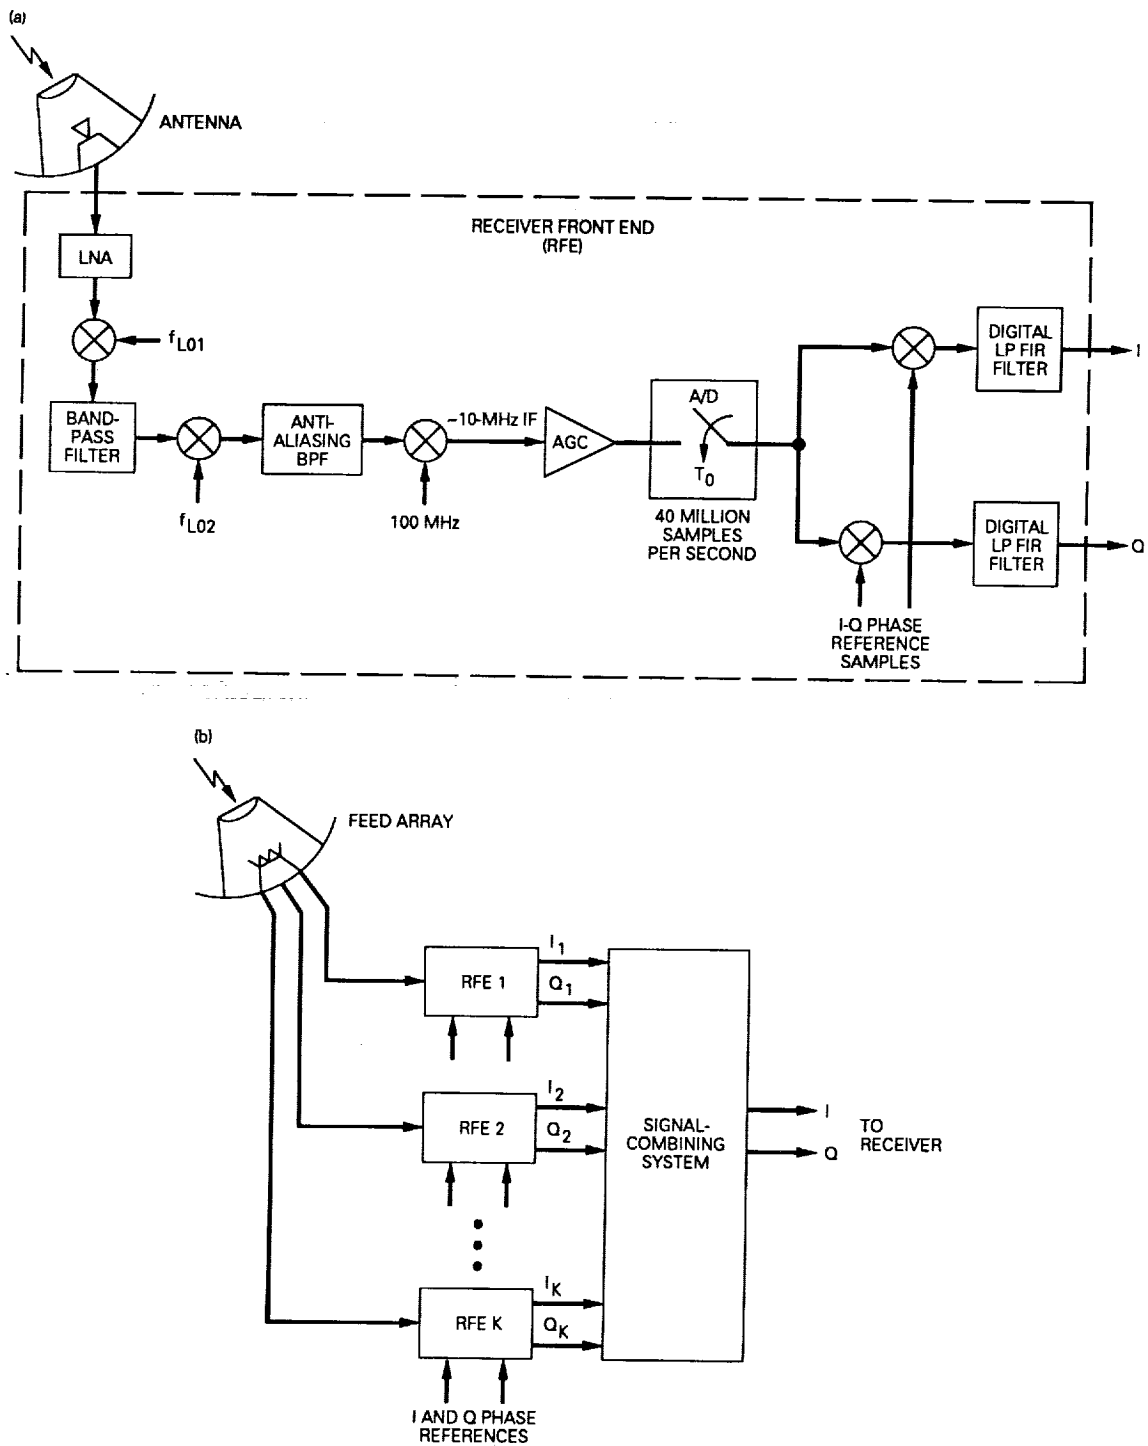 (a)
ANTENNA
RECEIVER FRONT END
(RFE)
LNA
fL01
BAND-
PASS
FILTER
fL02
ANTI-
ALIASING
BPF
100 MHz
~10-MHz IF
AGC
A/D
T0
40 MILLION
SAMPLES
PER SECOND
DIGITAL
LP FIR
FILTER
I
DIGITAL
LP FIR
FILTER
Q
I-Q PHASE
REFERENCE
SAMPLES
(b)
FEED ARRAY
RFE 1
I1
Q1
RFE 2
I2
Q2
RFE K
IK
QK
I AND Q PHASE
REFERENCES
SIGNAL-
COMBINING
SYSTEM
I
Q
TO
RECEIVER